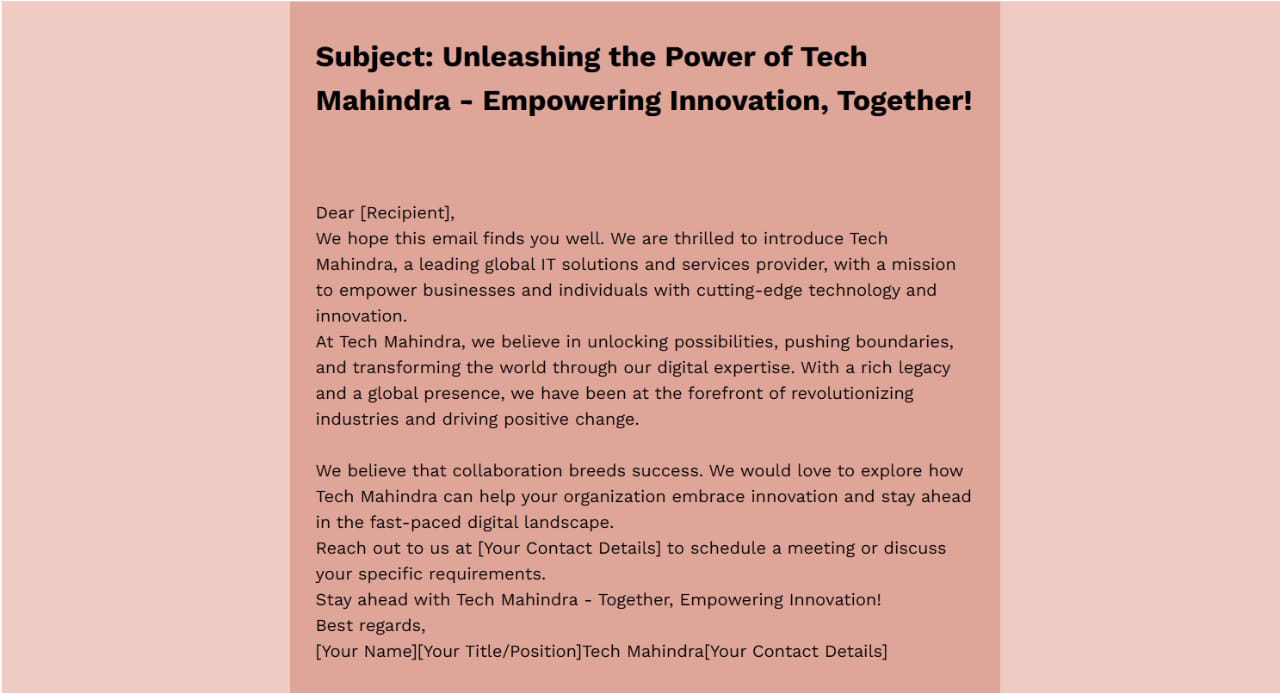 Subject: Unleashing the Power of Tech
Mahindra - Empowering Innovation, Together!
Dear [Recipient],
We hope this email finds you well. We are thrilled to introduce Tech
Mahindra, a leading global IT solutions and services provider, with a mission
to empower businesses and individuals with cutting-edge technology and
innovation.
At Tech Mahindra, we believe in unlocking possibilities, pushing boundaries,
and transforming the world through our digital expertise. With a rich legacy
and a global presence, we have been at the forefront of revolutionizing
industries and driving positive change.
We believe that collaboration breeds success. We would love to explore how
Tech Mahindra can help your organization embrace innovation and stay ahead
in the fast-paced digital landscape.
Reach out to us at [Your Contact Details] to schedule a meeting or discuss
your specific requirements.
Stay ahead with Tech Mahindra - Together, Empowering Innovation!
Best regards,
[Your Name][Your Title/Position]Tech Mahindra[Your Contact Details]